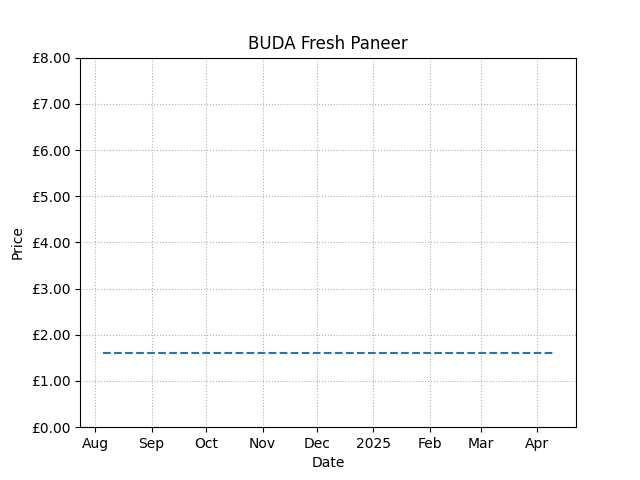 BUDA Fresh Paneer
£8.00
£7.00
£6.00
£5.00
£4.00
£3.00
£2.00
£1.00
£0.00
Price
Aug Sep Oct Nov Dec 2025 Feb Mar Apr
Date